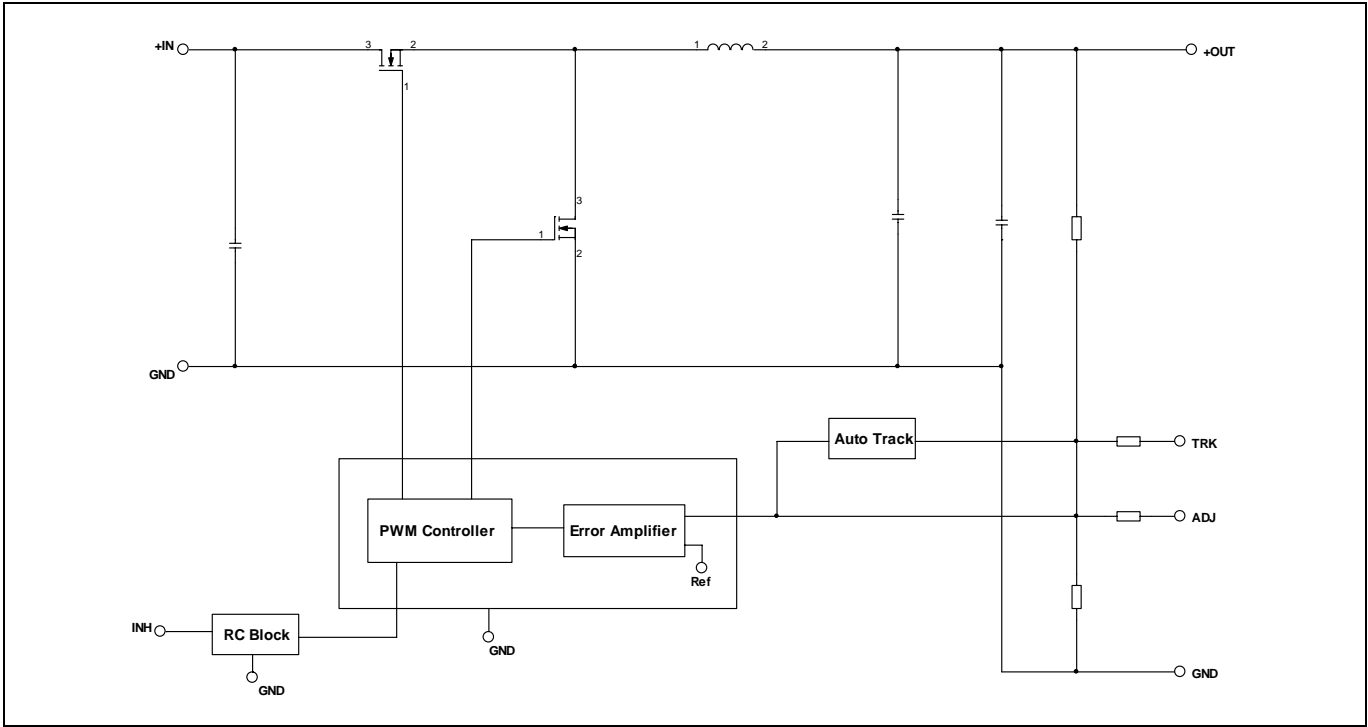 +IN
3
2
1
2
+OUT
1
3
1
2
GND
Auto Track
TRK
PWM Controller
Error Amplifier
ADJ
Ref
INH
RC Block
GND
GND
GND